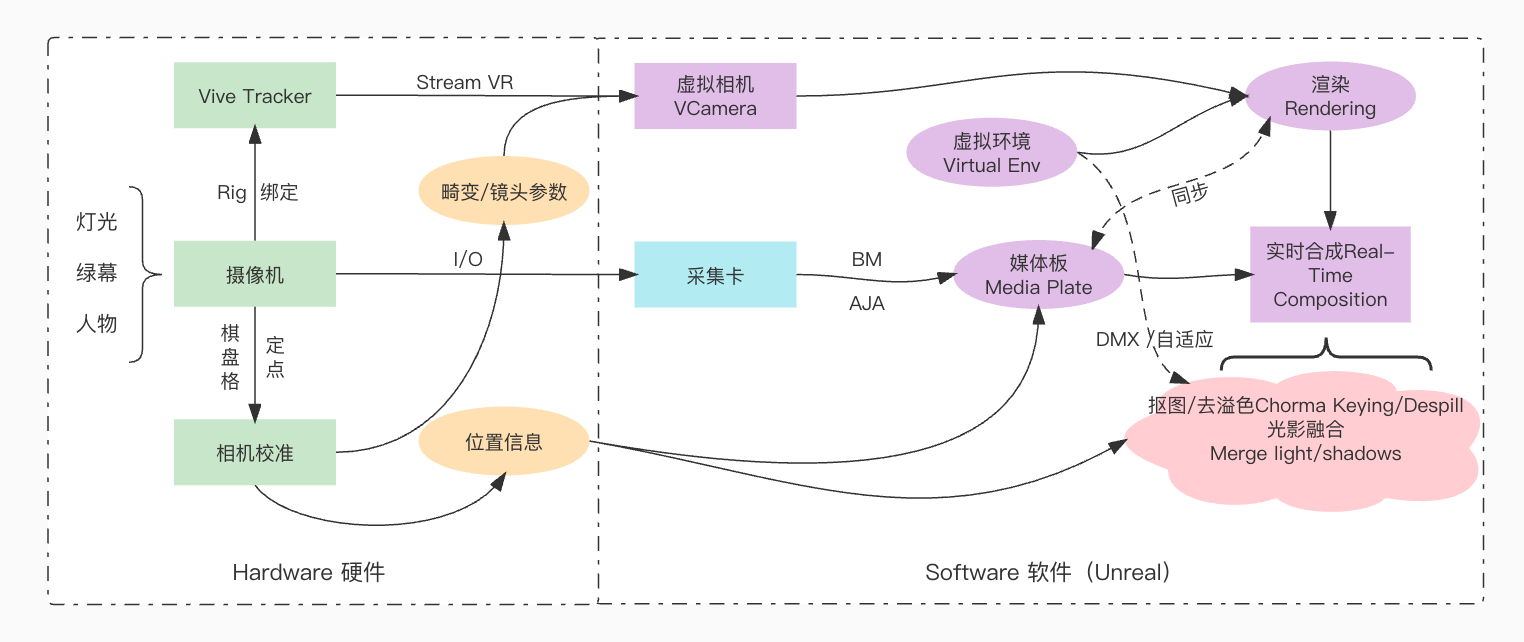 Vive Tracker
Stream VR
虚拟相机
VCamera
渲染
Rendering
虚拟环境
Virtual Env
畸变/镜头参数
Rig 绑定
同步
灯光
绿幕
人物
摄像机
I/O
采集卡
BM
AJA
媒体板
Media Plate
实时合成Real-
Time
Composition
棋
盘
格
定
点
DMX /自适应
相机校准
位置信息
抠图/去溢色Chorma Keying/Despill
光影融合
Merge light/shadows
Hardware 硬件
Software 软件（Unreal）